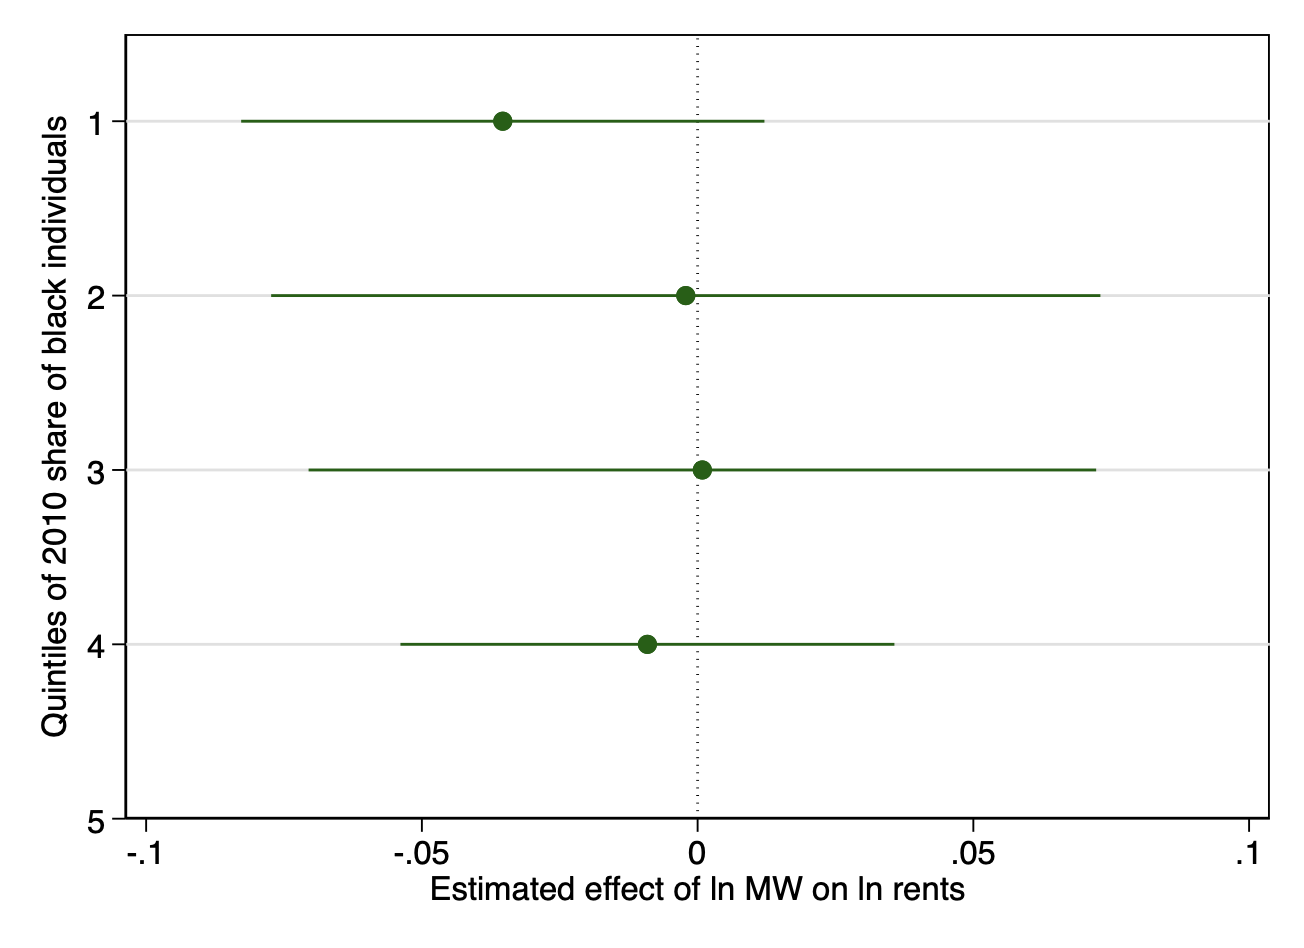 Quintiles of 2010 share of black individuals
1
2
3
4
5
-.1 -.05 0 .05 .1
Estimated effect of ln MW on ln rents